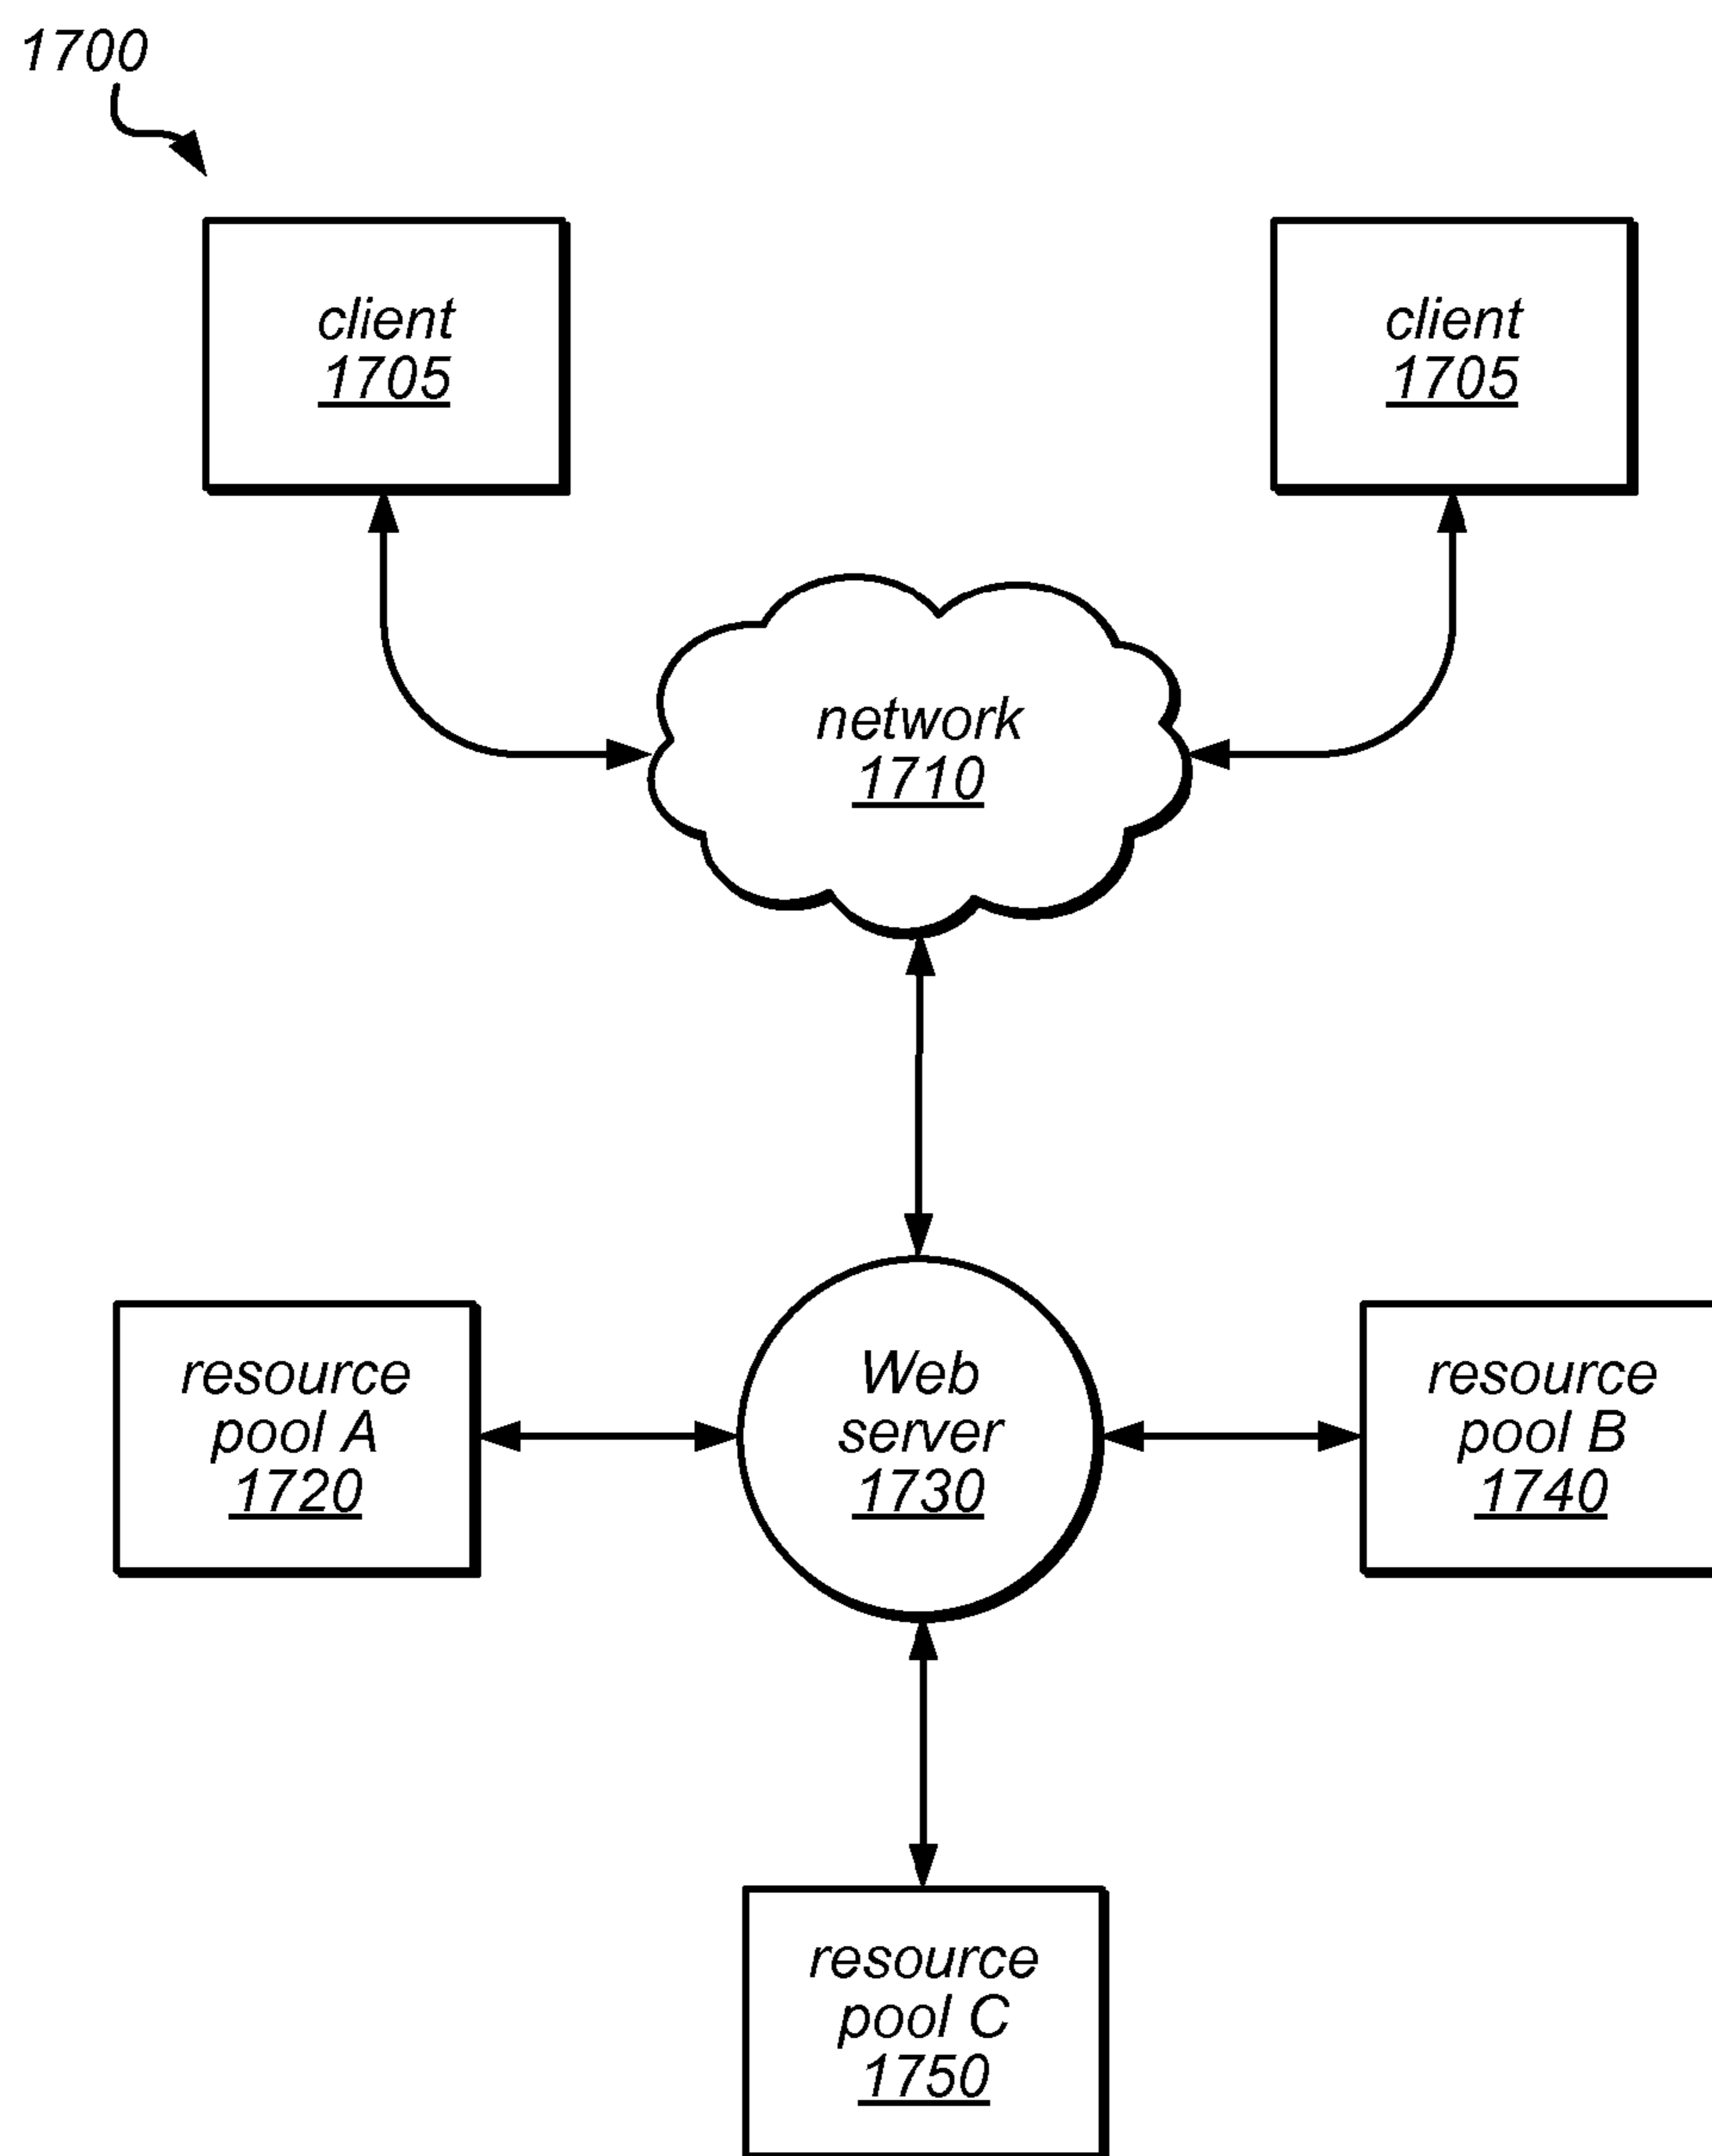 1700
client
1705
client
1705
network
1710
resource
pool A
1720
Web
server
1730
resource
pool B
1740
resource
pool C
1750